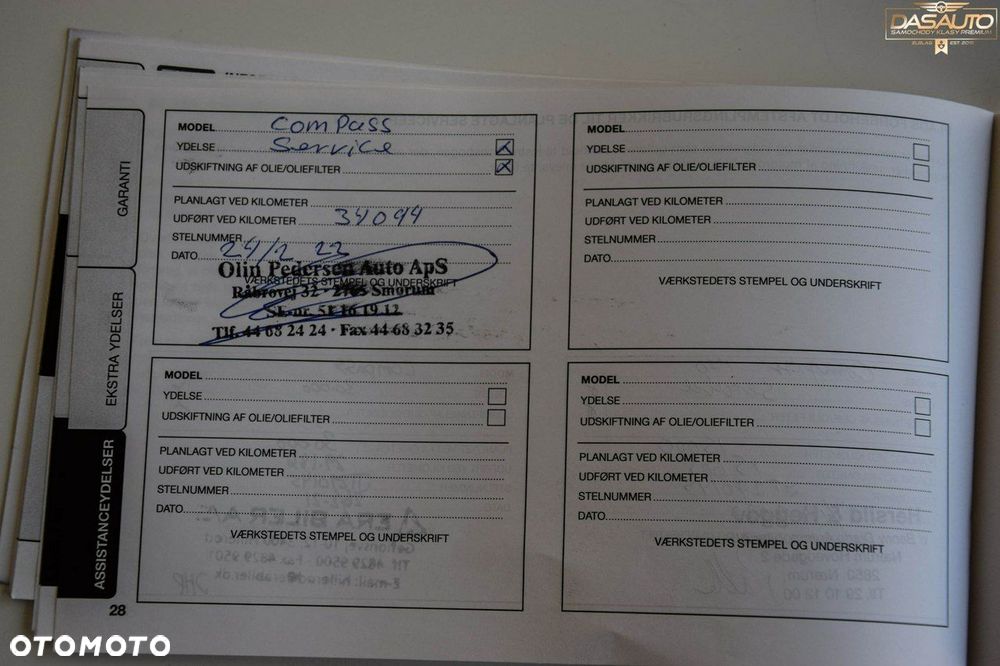 DASAUTO
SAMOCHODY KLASY PREMIUM
GARANTI
EKSTRA YDELSER
ASSISTANCEYDELSER
MODEL Compass
YDELSE Service
UDSKIFTNING AF OLIE/OLIEFILTER
PLANLAGT VED KILOMETER
UDFØRT VED KILOMETER 34094
STELNUMMER
DATO 24/2 23
Olin Pedersen Auto ApS
VÆRKSTEDETS STEMPEL OG UNDERSKRIFT
Råbrovej 32 · 2765 Smørum
Tlf. 44 68 24 24 · Fax 44 68 32 35
MODEL
YDELSE
UDSKIFTNING AF OLIE/OLIEFILTER
PLANLAGT VED KILOMETER
UDFØRT VED KILOMETER
STELNUMMER
DATO
VÆRKSTEDETS STEMPEL OG UNDERSKRIFT
MODEL
YDELSE
UDSKIFTNING AF OLIE/OLIEFILTER
PLANLAGT VED KILOMETER
UDFØRT VED KILOMETER
STELNUMMER
DATO
VÆRKSTEDETS STEMPEL OG UNDERSKRIFT
MODEL
YDELSE
UDSKIFTNING AF OLIE/OLIEFILTER
PLANLAGT VED KILOMETER
UDFØRT VED KILOMETER
STELNUMMER
DATO
VÆRKSTEDETS STEMPEL OG UNDERSKRIFT
28
OTOMOTO